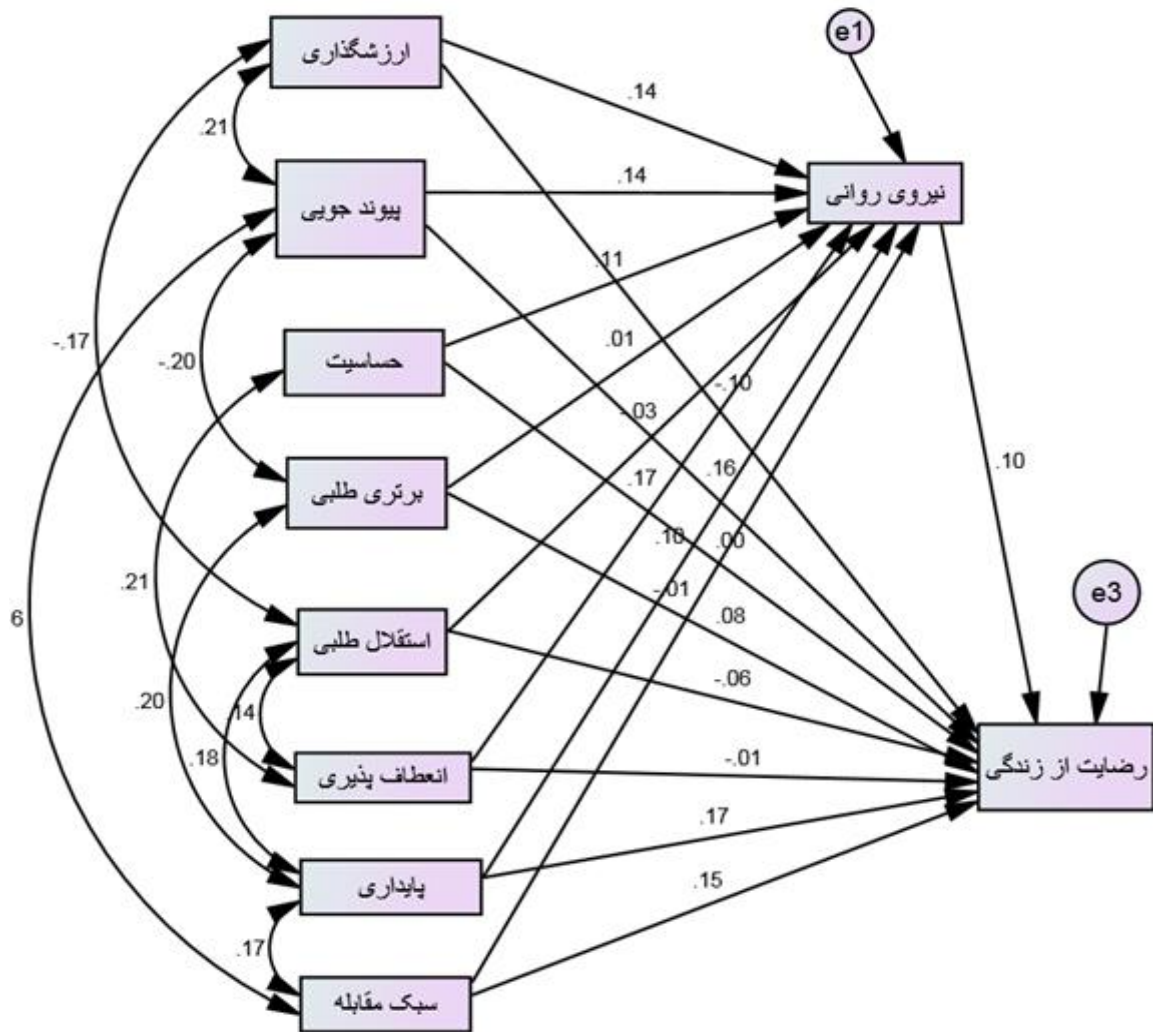 e1
ارزشگذاری
.14
.21
پیوند جویی
.14
نیروی روانی
.11
حساسیت
-.17
-.20
.01
-.10
-.03
برتری طلبی
.17
.16
.10
.10
.00
e3
.21
-.01
.08
استقلال طلبی
6
-.06
.20
.14
.18
انعطاف پذیری
-.01
رضایت از زندگی
.17
پایداری
.15
.17
سبک مقابله